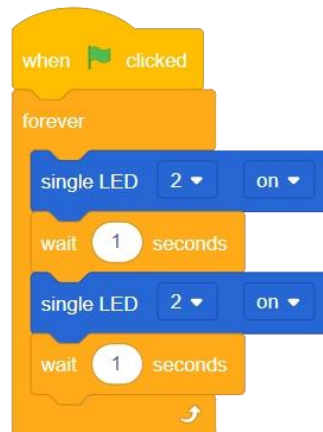 when clicked
forever
single LED 2 on
wait 1 seconds
single LED 2 on
wait 1 seconds